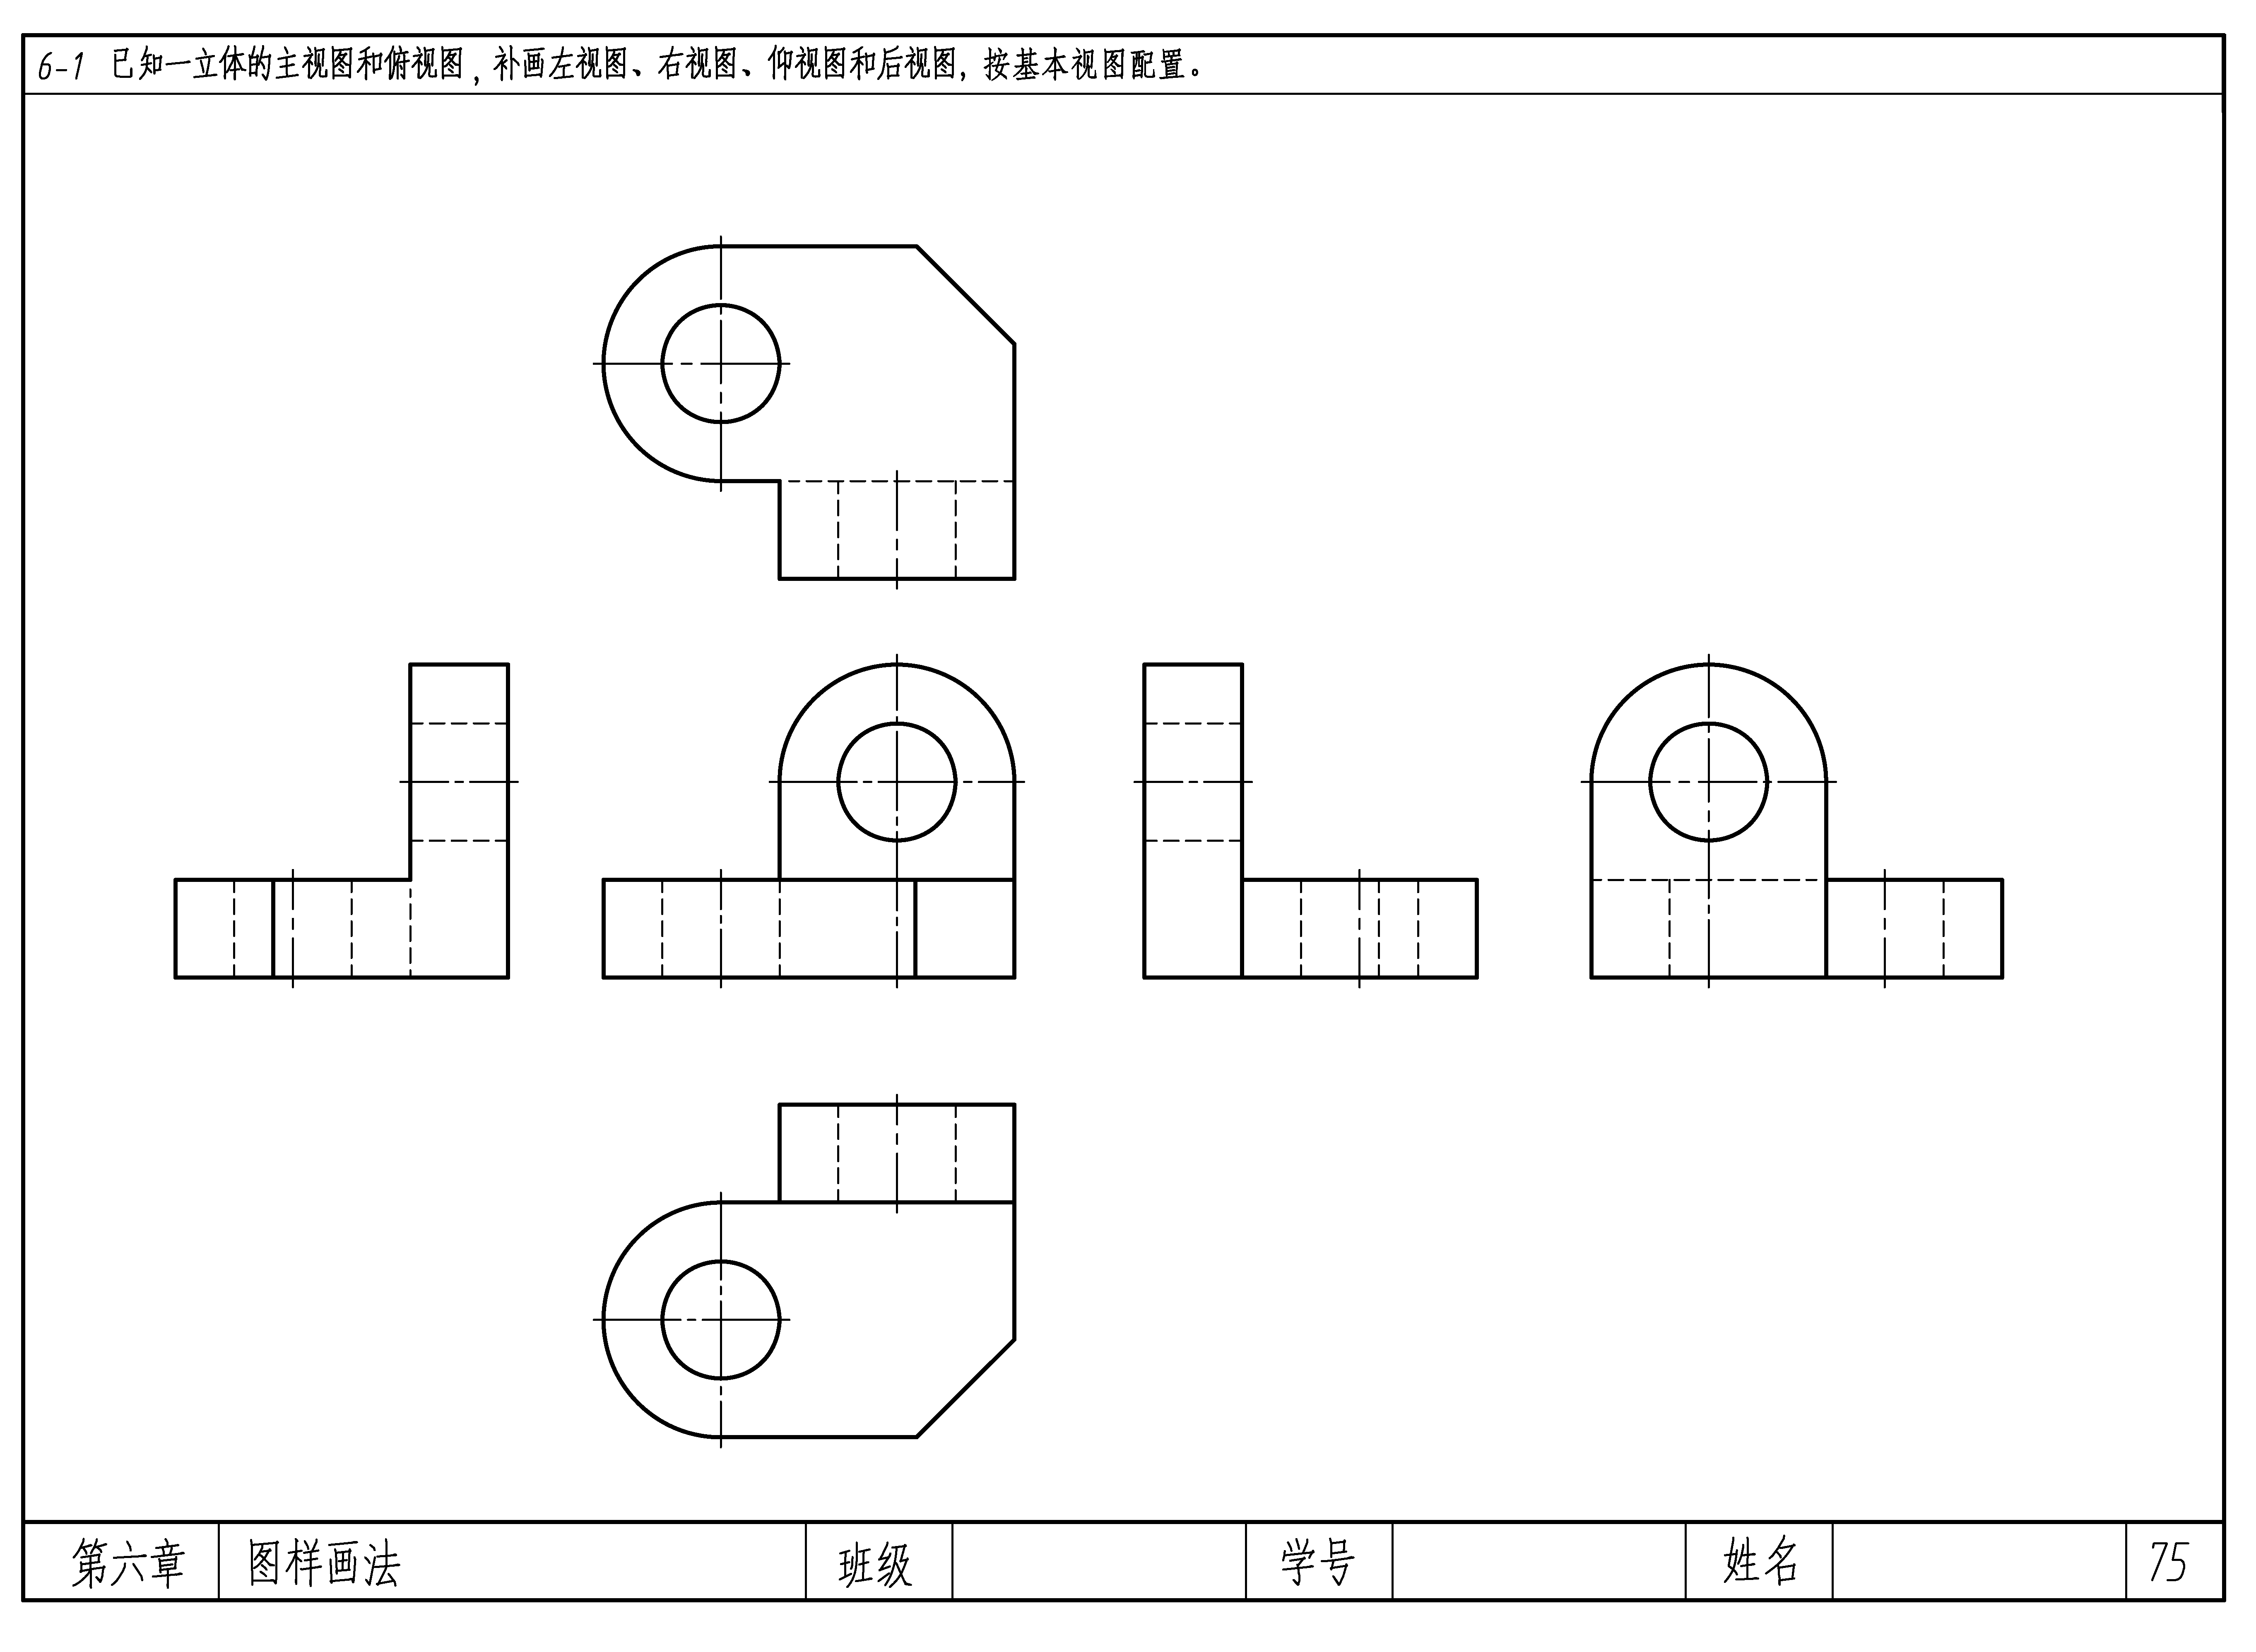 6-1 已知一立体的主视图和俯视图,补画左视图、右视图、仰视图和后视图,按基本视图配置。
第六章 图样画法 班级 学号 姓名 75